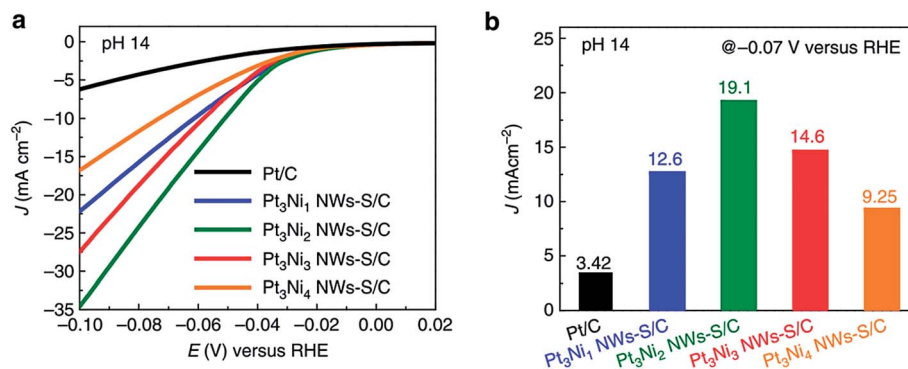 a
pH 14
0
−5
−10
−15
−20
−25
−30
−35
J (mA cm⁻²)
Pt/C
Pt₃Ni₁ NWs-S/C
Pt₃Ni₂ NWs-S/C
Pt₃Ni₃ NWs-S/C
Pt₃Ni₄ NWs-S/C
−0.10 −0.08 −0.06 −0.04 −0.02 0.00 0.02
E (V) versus RHE
b
pH 14 @−0.07 V versus RHE
25
20
15
10
5
0
J (mAcm⁻²)
3.42
12.6
19.1
14.6
9.25
Pt/C
Pt₃Ni₁ NWs-S/C
Pt₃Ni₂ NWs-S/C
Pt₃Ni₃ NWs-S/C
Pt₃Ni₄ NWs-S/C